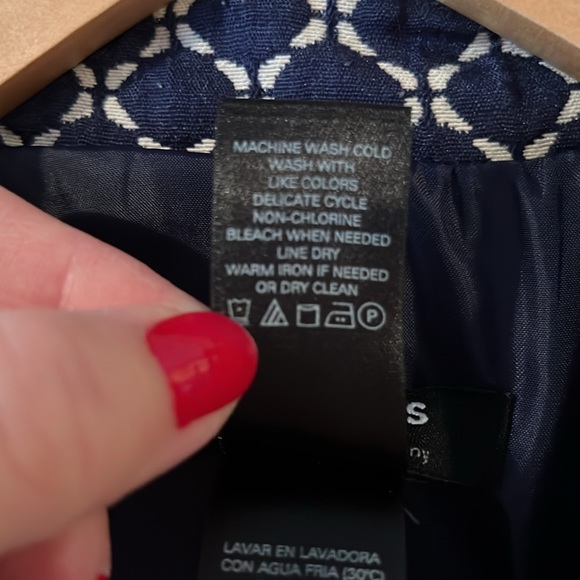 MACHINE WASH COLD
WASH WITH
LIKE COLORS
DELICATE CYCLE
NON-CHLORINE
BLEACH WHEN NEEDED
LINE DRY
WARM IRON IF NEEDED
OR DRY CLEAN
P
S
ny
LAVAR EN LAVADORA
CON AGUA FRIA (30°C)